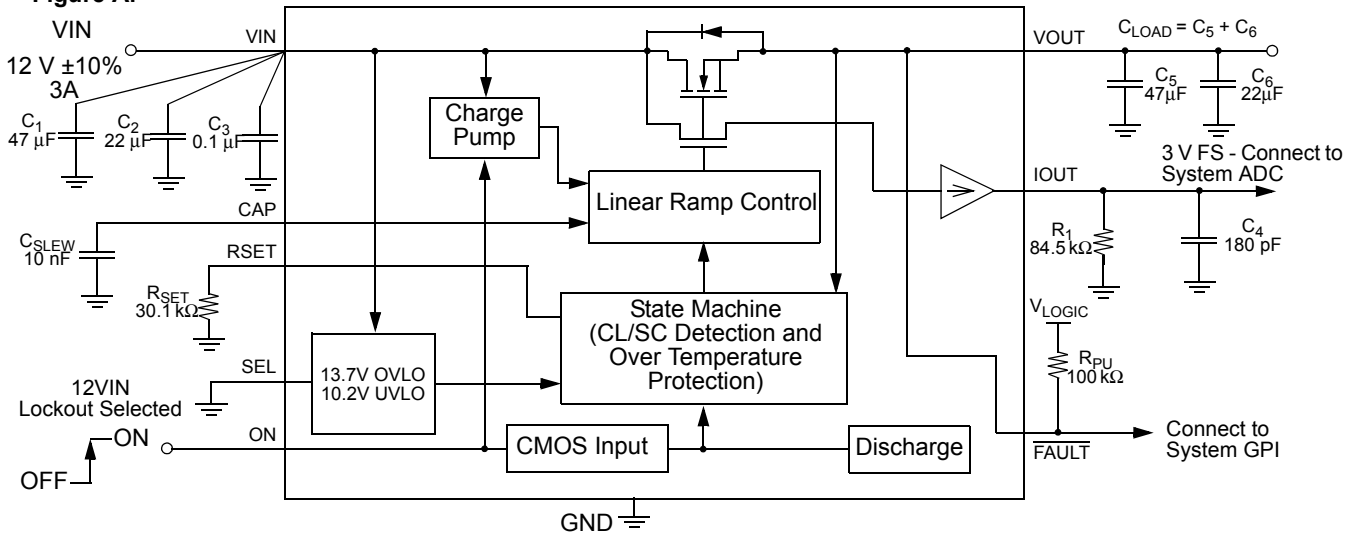 Figure A.
VIN
12 V ±10%
3A
VIN
C1
47 μF
C2
22 μF
C3
0.1 μF
CAP
CSLEW
10 nF
RSET
RSET
30.1 kΩ
SEL
12VIN
Lockout Selected
ON
OFF
ON
Charge
Pump
Linear Ramp Control
State Machine
(CL/SC Detection and
Over Temperature
Protection)
13.7V OVLO
10.2V UVLO
CMOS Input
Discharge
GND
VOUT
CLOAD = C5 + C6
C5
47μF
C6
22μF
3 V FS - Connect to
System ADC
IOUT
R1
84.5 kΩ
C4
180 pF
VLOGIC
RPU
100 kΩ
FAULT
Connect to
System GPI